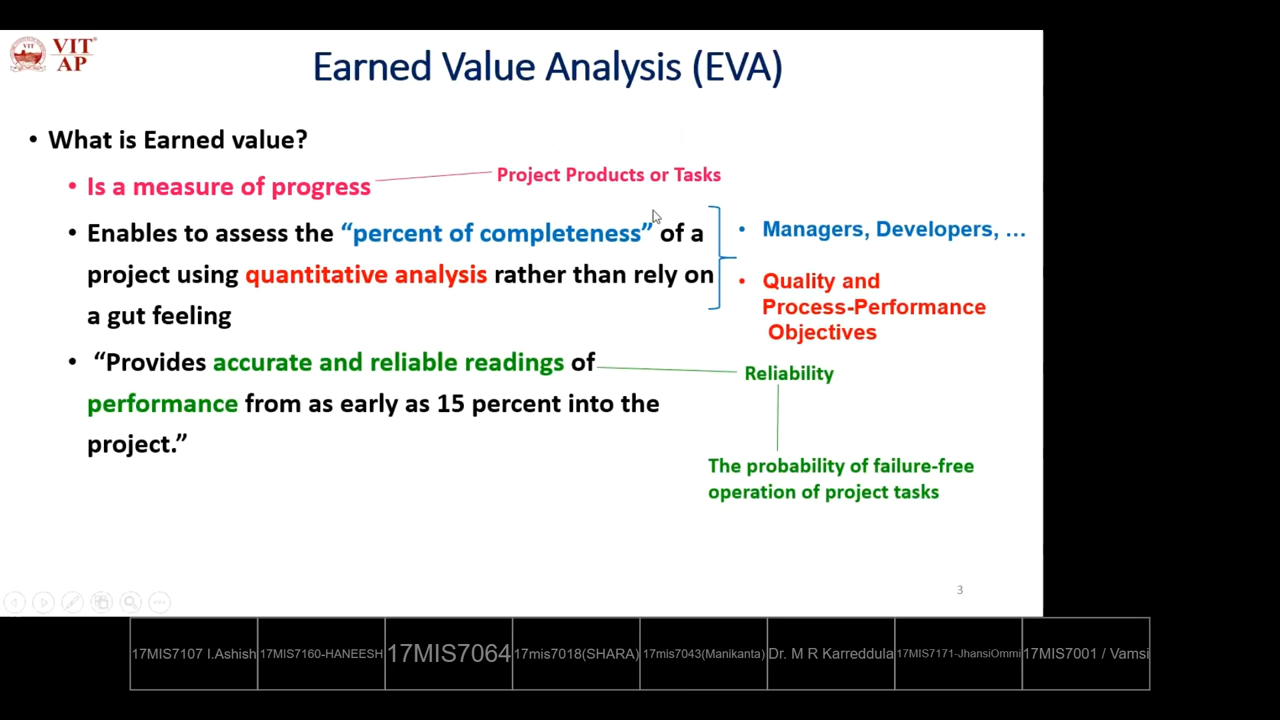 VIT
AP
Earned Value Analysis (EVA)
• What is Earned value?
• Is a measure of progress
Project Products or Tasks
• Enables to assess the “percent of completeness” of a
project using quantitative analysis rather than rely on
a gut feeling
• Managers, Developers, ...
• Quality and
Process-Performance
Objectives
• “Provides accurate and reliable readings of
performance from as early as 15 percent into the
project.”
Reliability
The probability of failure-free
operation of project tasks
3
17MIS7107 I.Ashish
17MIS7160-HANEESH
17MIS7064
17mis7018(SHARA)
17mis7043(Manikanta)
Dr. M R Karreddula
17MIS7171-JhansiOmmi
17MIS7001 / Vamsi